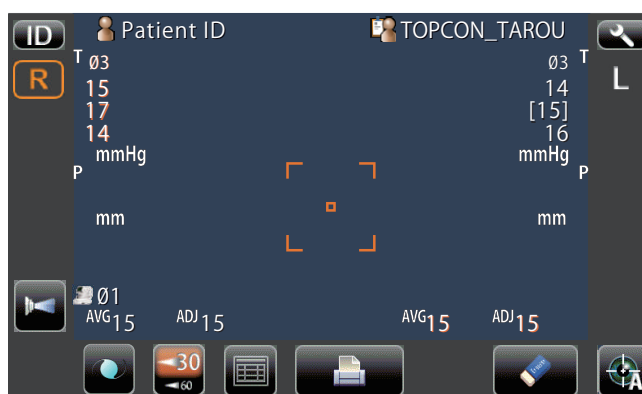 ID Patient ID TOPCON_TAROU
R T Ø3 Ø3 T L
15 14
17 [15]
14 16
mmHg mmHg
P P
mm mm
Ø1
AVG15 ADJ15 AVG15 ADJ15
30
60
A